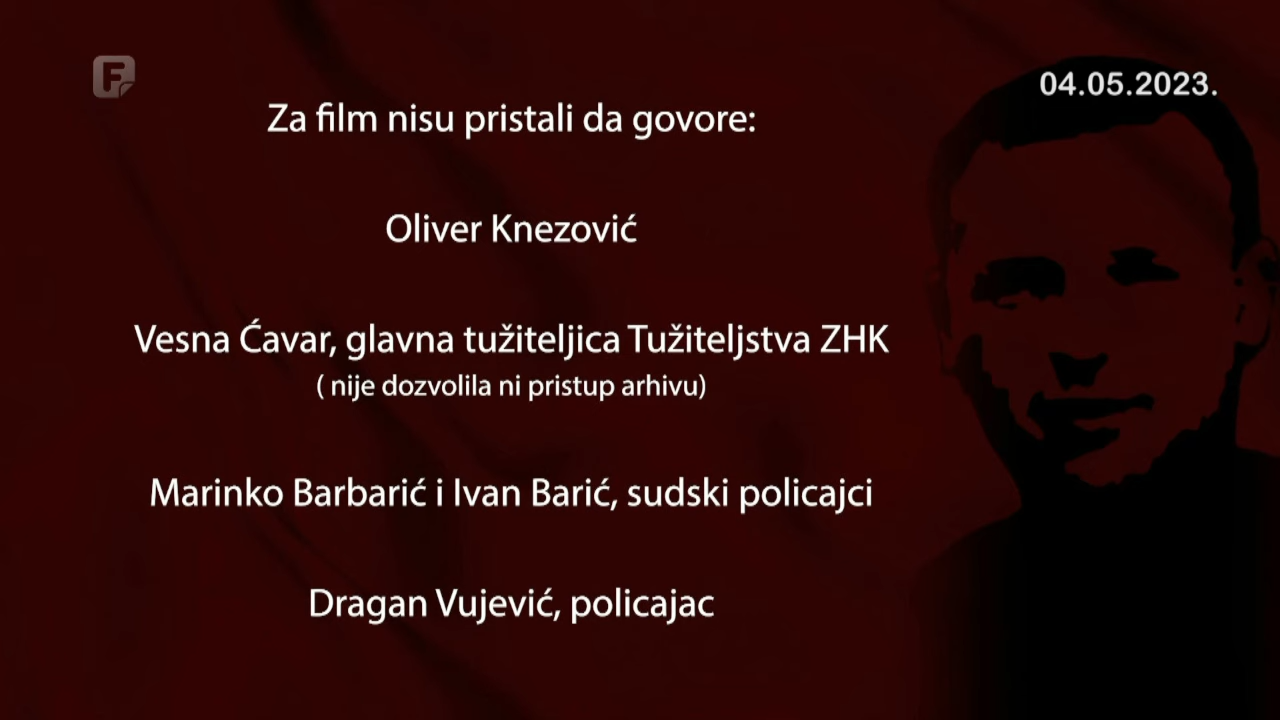 F
04.05.2023.
Za film nisu pristali da govore:
Oliver Knezović
Vesna Ćavar, glavna tužiteljica Tužiteljstva ZHK
( nije dozvolila ni pristup arhivu)
Marinko Barbarić i Ivan Barić, sudski policajci
Dragan Vujević, policajac